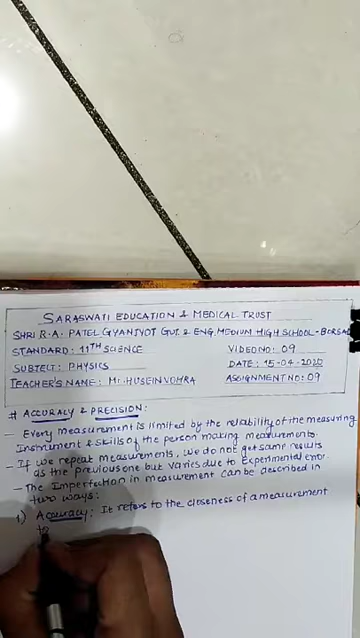 SARASWATI EDUCATION & MEDICAL TRUST
SHRI R.A. PATEL GYANJYOT GUJ. & ENG. MEDIUM HIGH SCHOOL - BORSAD
STANDARD: 11TH SCIENCE VIDEO NO: 09
SUBJECT: PHYSICS DATE: 15-04-2020
TEACHER'S NAME: Mr. HUSEIN VOHRA ASSIGNMENT NO: 09
# ACCURACY & PRECISION:
- Every measurement is limited by the reliability of the measuring
Instrument & skills of the person making measurements.
- If we repeat measurements, we do not get same results
as the previous one but varies due to Experimental error
- The Imperfection in measurement can be described in
two ways:
1) Accuracy: It refers to the closeness of a measurement
to